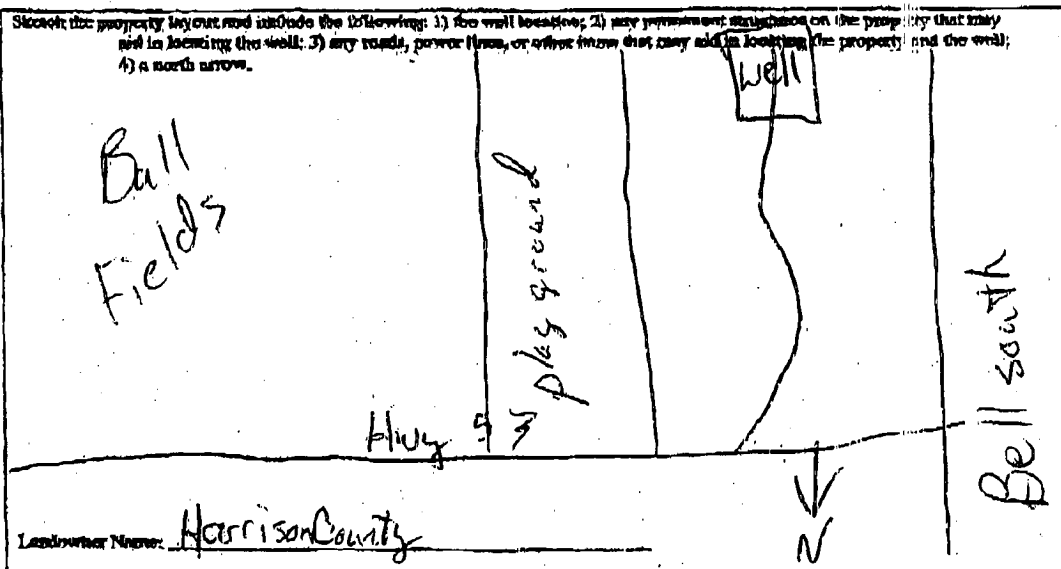 Sketch the property layout and include the following: 1) the well location; 2) any permanent structures on the property that may
aid in locating the well; 3) any roads, power lines, or other items that may aid in locating the property and the well;
4) a north arrow.
well
Ball
Fields
play ground
Bell south
Hwy
N
Landowner Name: Harrison County